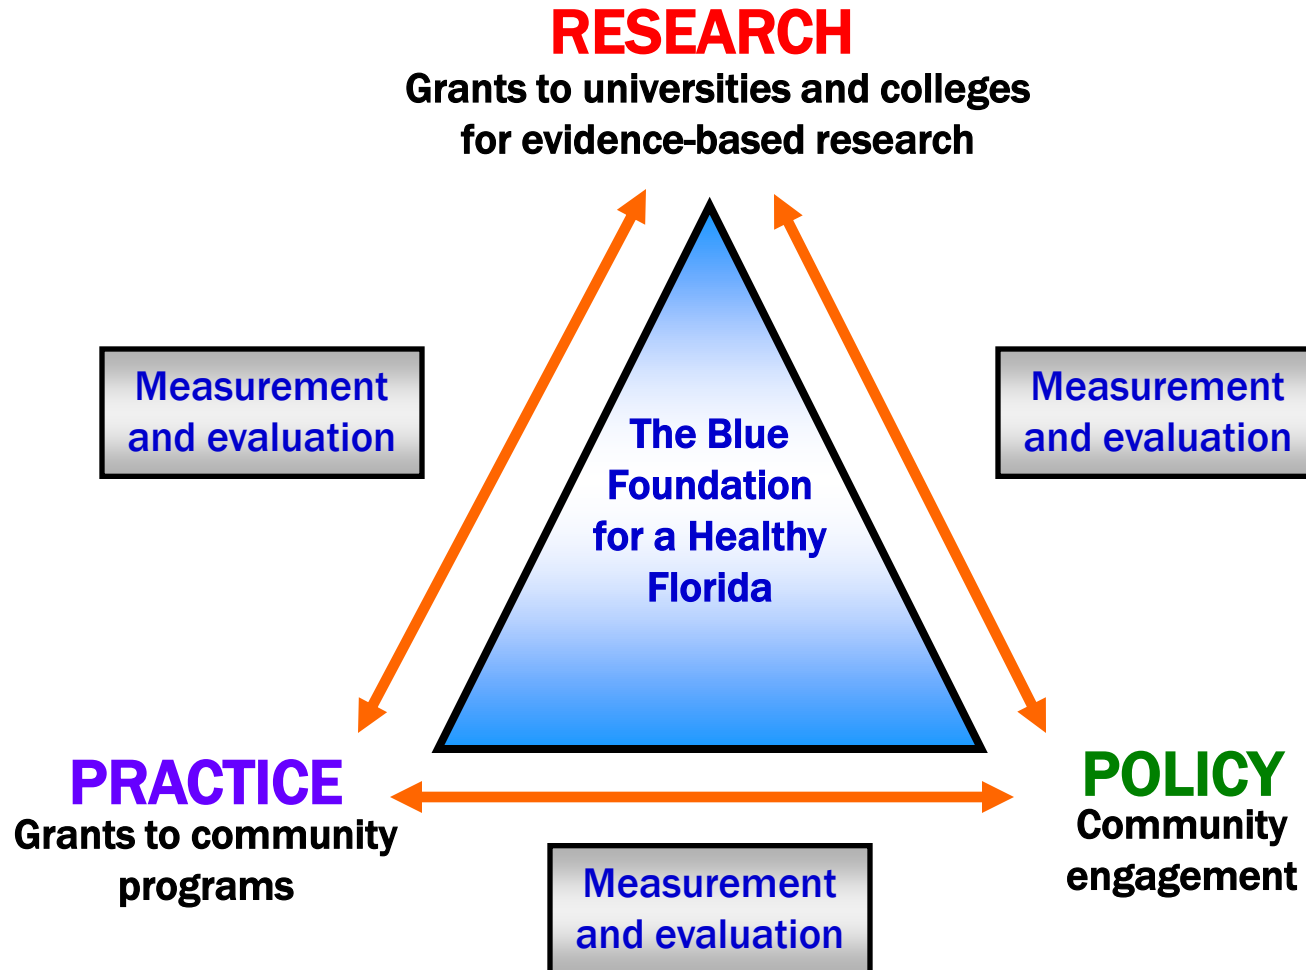 RESEARCH
Grants to universities and colleges
for evidence-based research
Measurement
and evaluation
The Blue
Foundation
for a Healthy
Florida
Measurement
and evaluation
PRACTICE
Grants to community
programs
Measurement
and evaluation
POLICY
Community
engagement